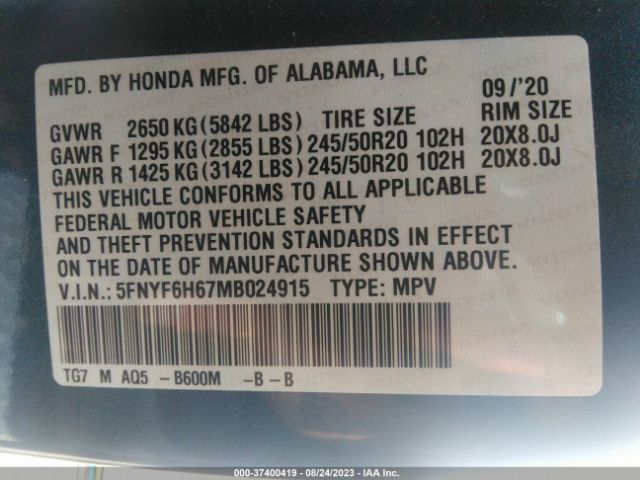 MFD. BY HONDA MFG. OF ALABAMA, LLC 09/'20
GVWR 2650 KG (5842 LBS) TIRE SIZE RIM SIZE
GAWR F 1295 KG (2855 LBS) 245/50R20 102H 20X8.0J
GAWR R 1425 KG (3142 LBS) 245/50R20 102H 20X8.0J
THIS VEHICLE CONFORMS TO ALL APPLICABLE
FEDERAL MOTOR VEHICLE SAFETY
AND THEFT PREVENTION STANDARDS IN EFFECT
ON THE DATE OF MANUFACTURE SHOWN ABOVE.
V.I.N.: 5FNYF6H67MB024915 TYPE: MPV
TG7 M AQ5 -B600M -B -B
000-37400419 - 08/24/2023 - IAA Inc.